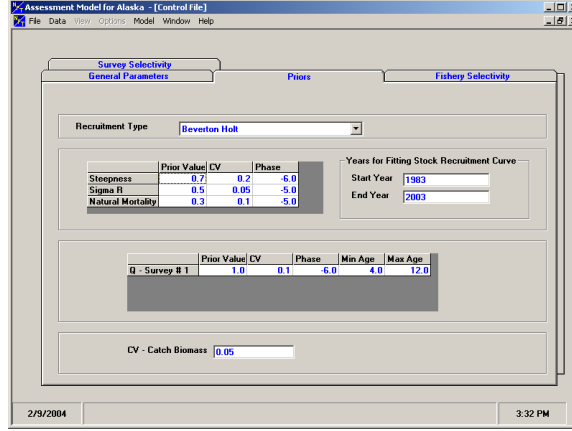 Assessment Model for Alaska - [Control File]
File Data View Options Model Window Help
Survey Selectivity
General Parameters Priors Fishery Selectivity
Recruitment Type Beverton Holt
Prior Value CV Phase
Steepness 0.7 0.2 -6.0
Sigma R 0.5 0.05 -5.0
Natural Mortality 0.3 0.1 -5.0
Years for Fitting Stock Recruitment Curve
Start Year 1983
End Year 2003
Prior Value CV Phase Min Age Max Age
Q - Survey # 1 1.0 0.1 -6.0 4.0 12.0
CV - Catch Biomass 0.05
2/9/2004 3:32 PM